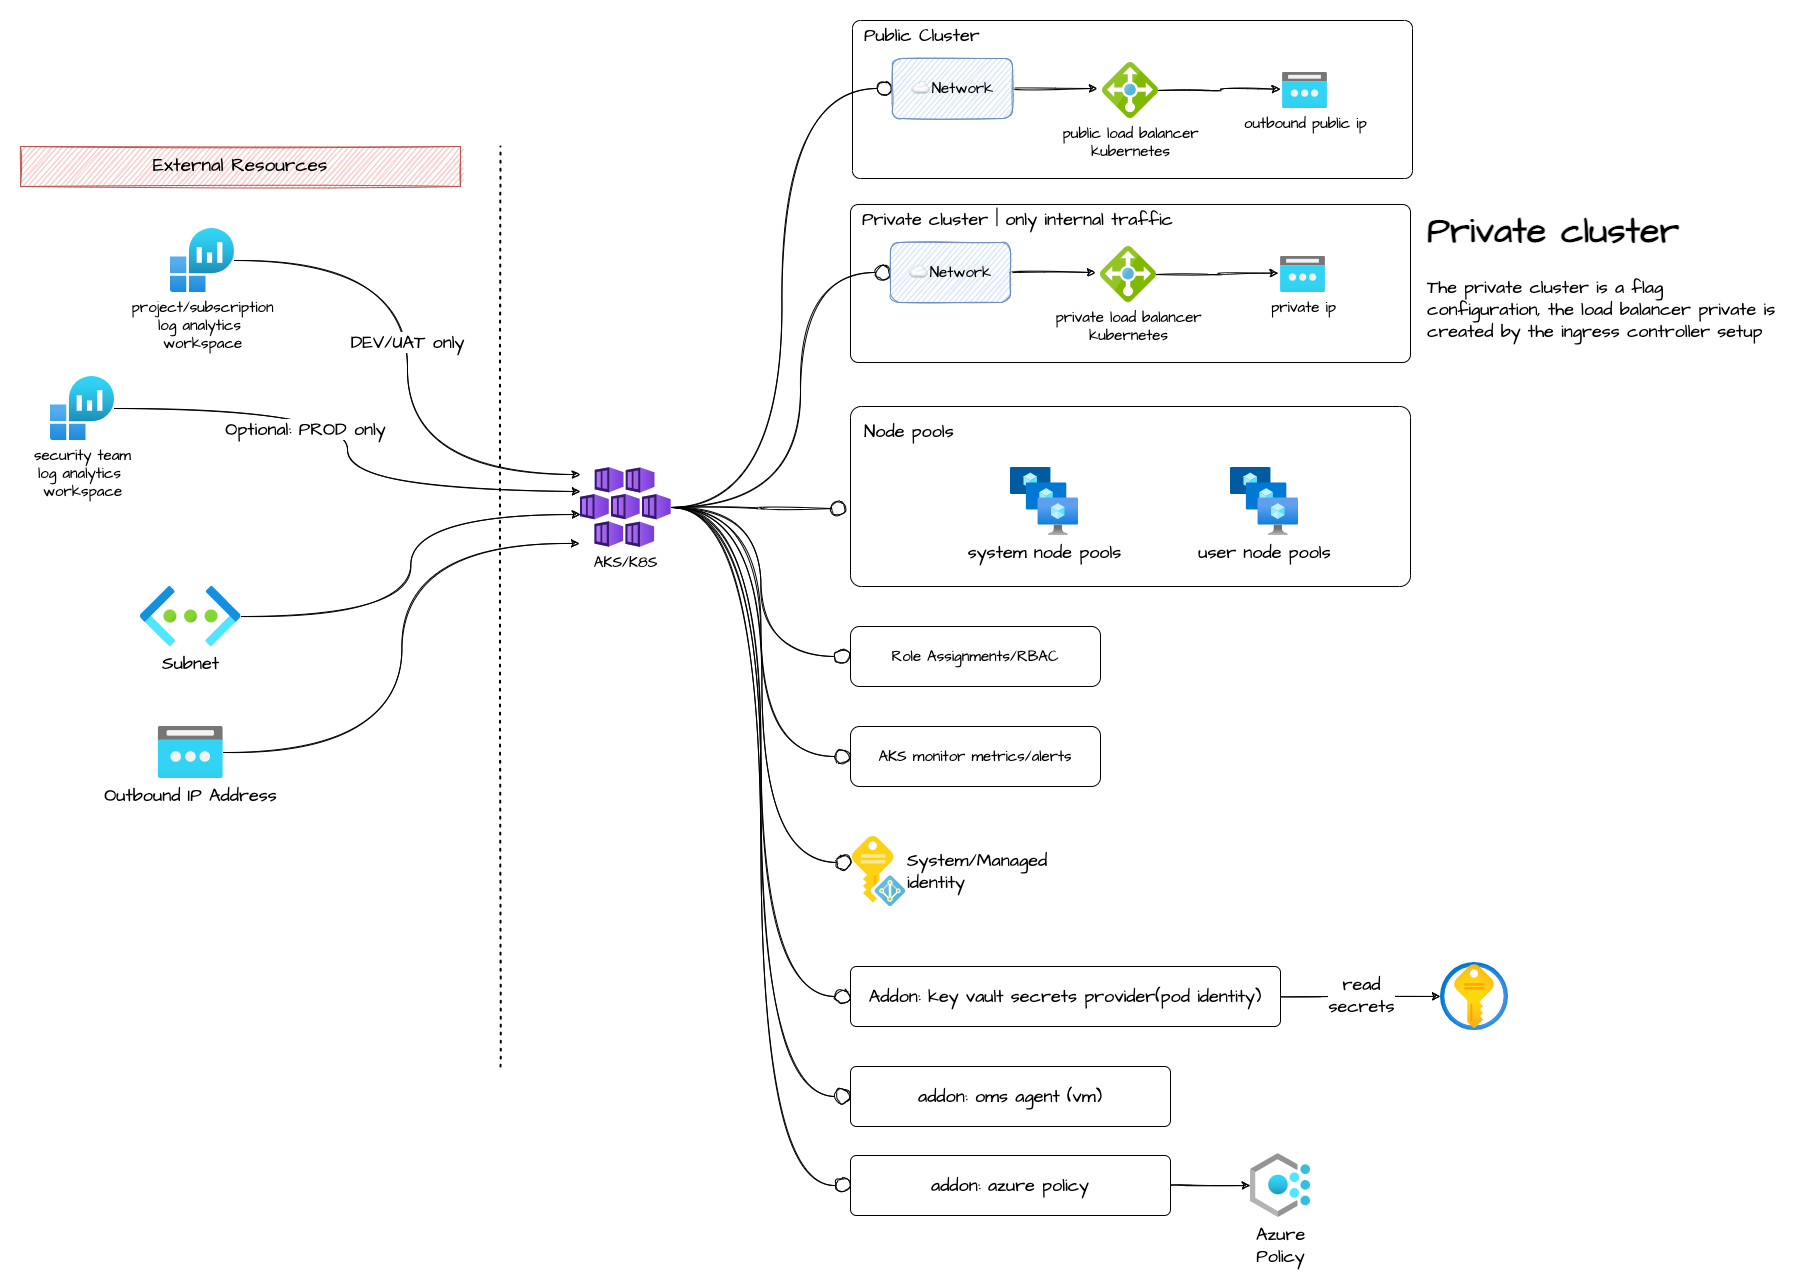 Public Cluster
Network
public load balancer
kubernetes
outbound public ip
External Resources
Private cluster | only internal traffic
Network
private load balancer
kubernetes
private ip
Private cluster
The private cluster is a flag
configuration, the load balancer private is
created by the ingress controller setup
project/subscription
log analytics
workspace
DEV/UAT only
security team
log analytics
workspace
Optional: PROD only
AKS/K8S
Subnet
Outbound IP Address
Node pools
system node pools
user node pools
Role Assignments/RBAC
AKS monitor metrics/alerts
System/Managed
identity
Addon: key vault secrets provider(pod identity)
read
secrets
addon: oms agent (vm)
addon: azure policy
Azure
Policy